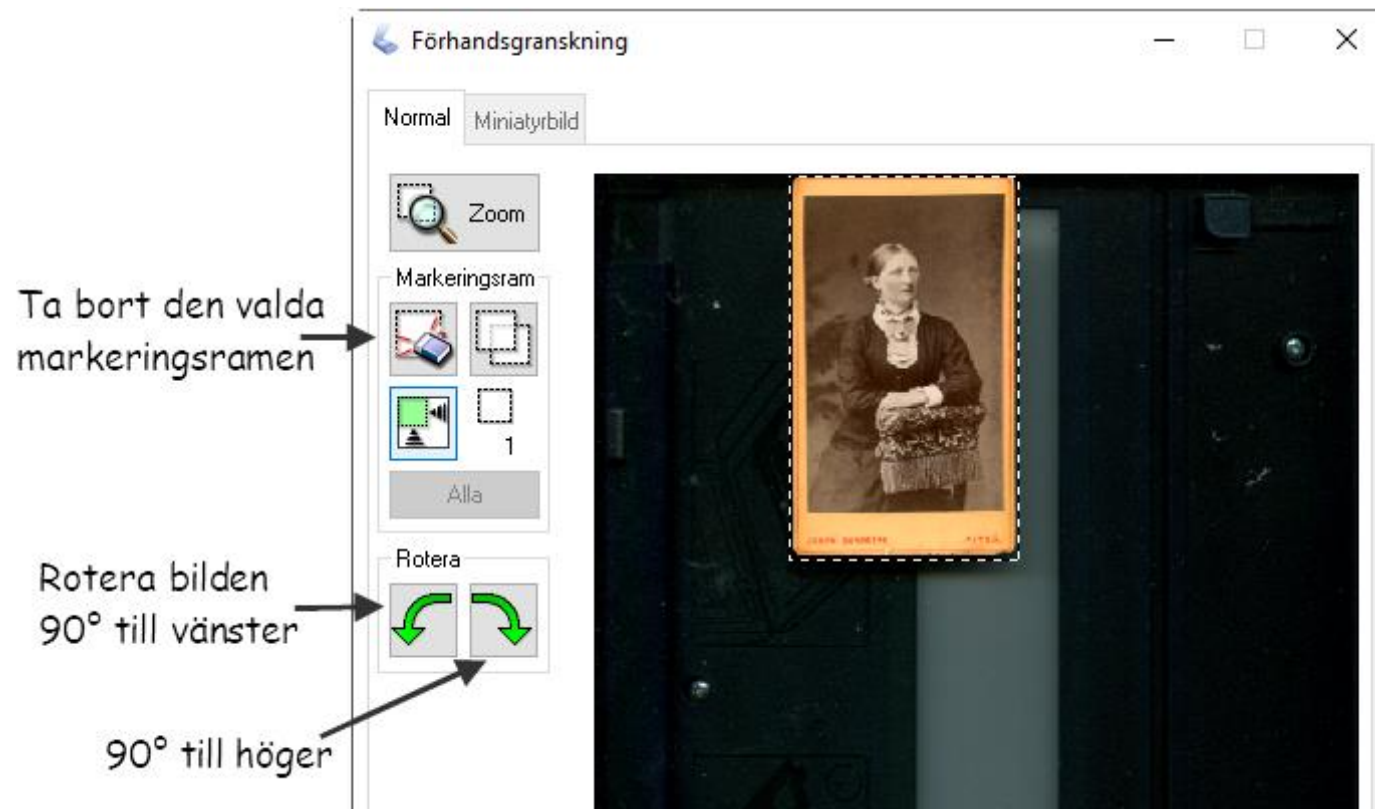 Förhandsgranskning
Normal
Miniatyrbild
Zoom
Markeringsram
Ta bort den valda
markeringsramen
1
Alla
Rotera
Rotera bilden
90° till vänster
90° till höger
PITEÅ.